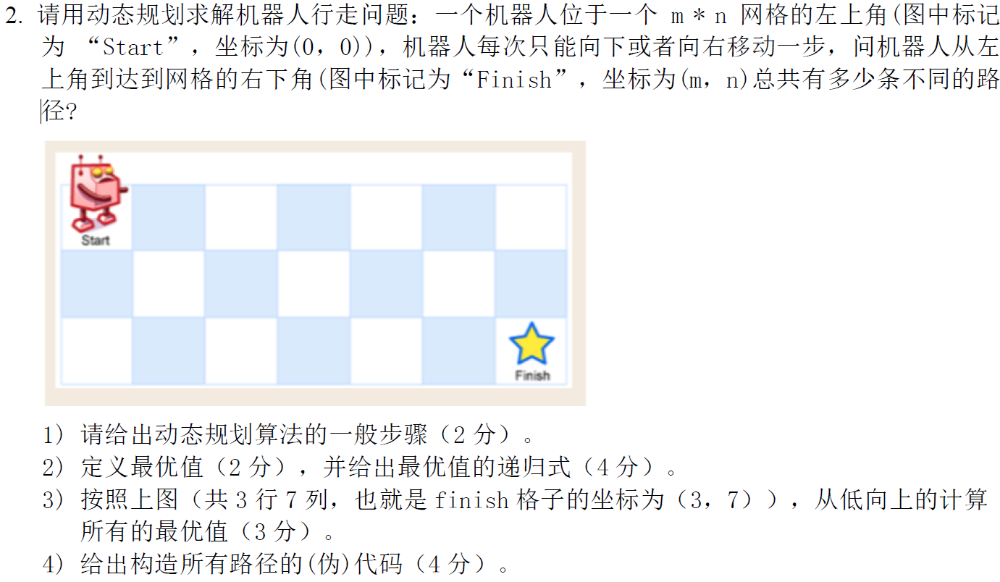 2. 请用动态规划求解机器人行走问题：一个机器人位于一个 m * n 网格的左上角(图中标记
为 “Start”，坐标为(0，0))，机器人每次只能向下或者向右移动一步，问机器人从左
上角到达到网格的右下角(图中标记为“Finish”，坐标为(m，n)总共有多少条不同的路
径?
Start
Finish
1) 请给出动态规划算法的一般步骤（2 分）。
2) 定义最优值（2 分），并给出最优值的递归式（4 分）。
3) 按照上图（共 3 行 7 列，也就是 finish 格子的坐标为（3，7）），从低向上的计算
所有的最优值（3 分）。
4) 给出构造所有路径的(伪)代码（4 分）。